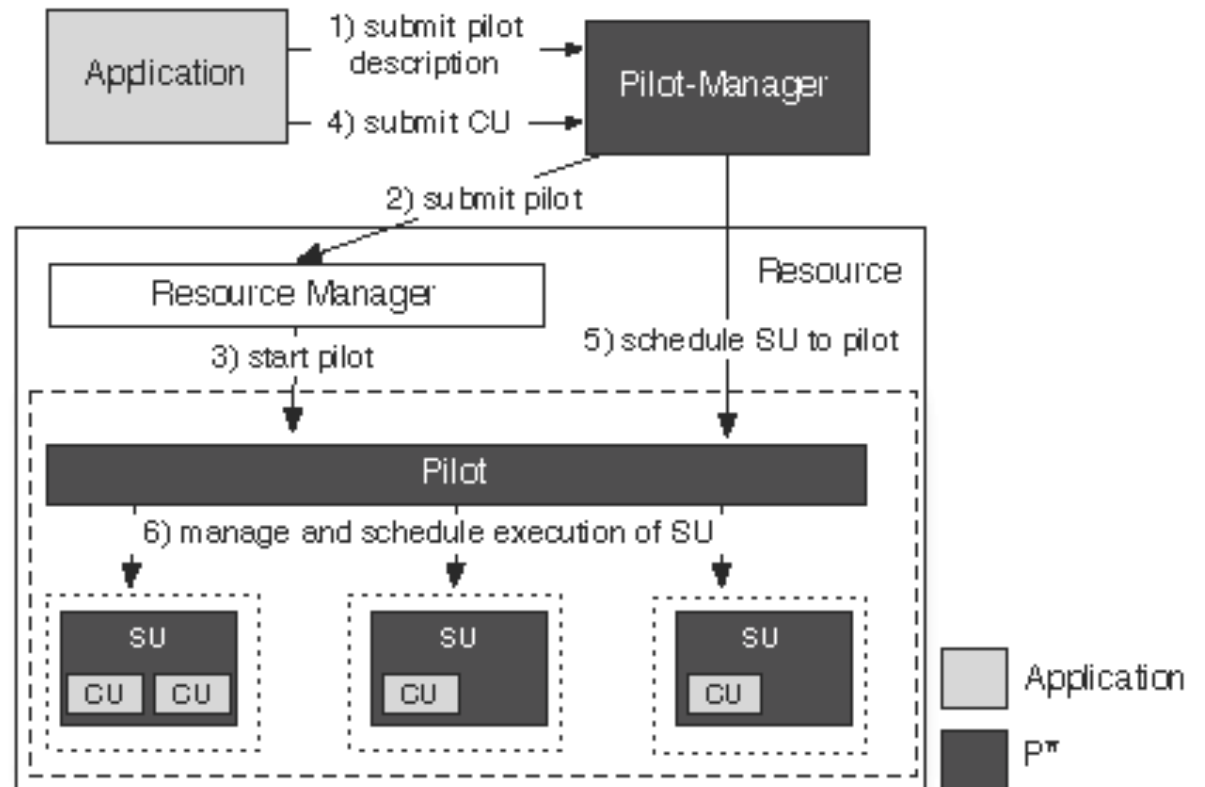 Application
1) submit pilot
description
Pilot-Manager
4) submit CU
2) submit pilot
Resource
Resource Manager
3) start pilot
5) schedule SU to pilot
Pilot
6) manage and schedule execution of SU
SU
CU CU
SU
CU
SU
CU
Application
P*